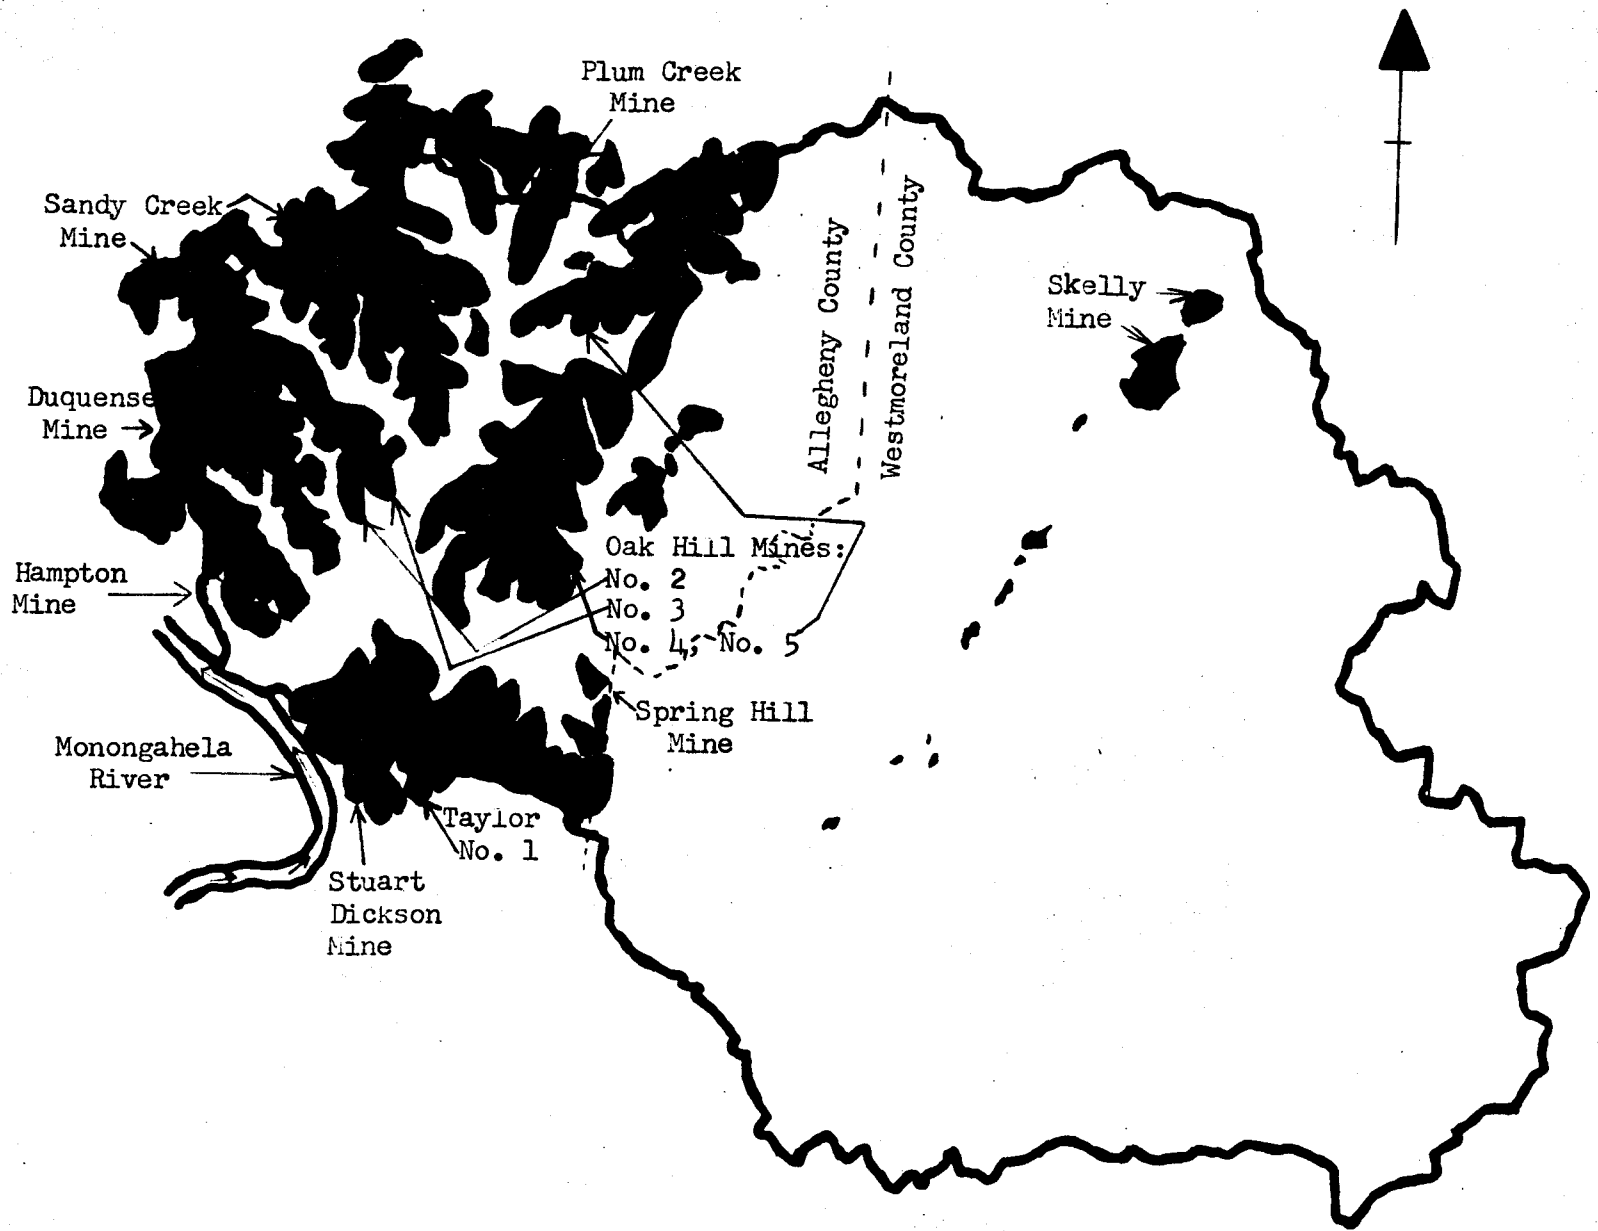 Plum Creek
Mine
Sandy Creek
Mine
Allegheny County
Westmoreland County
Skelly
Mine
Duquense
Mine
Oak Hill Mines:
No. 2
No. 3
No. 4, No. 5
Hampton
Mine
Spring Hill
Mine
Monongahela
River
Taylor
No. 1
Stuart
Dickson
Mine